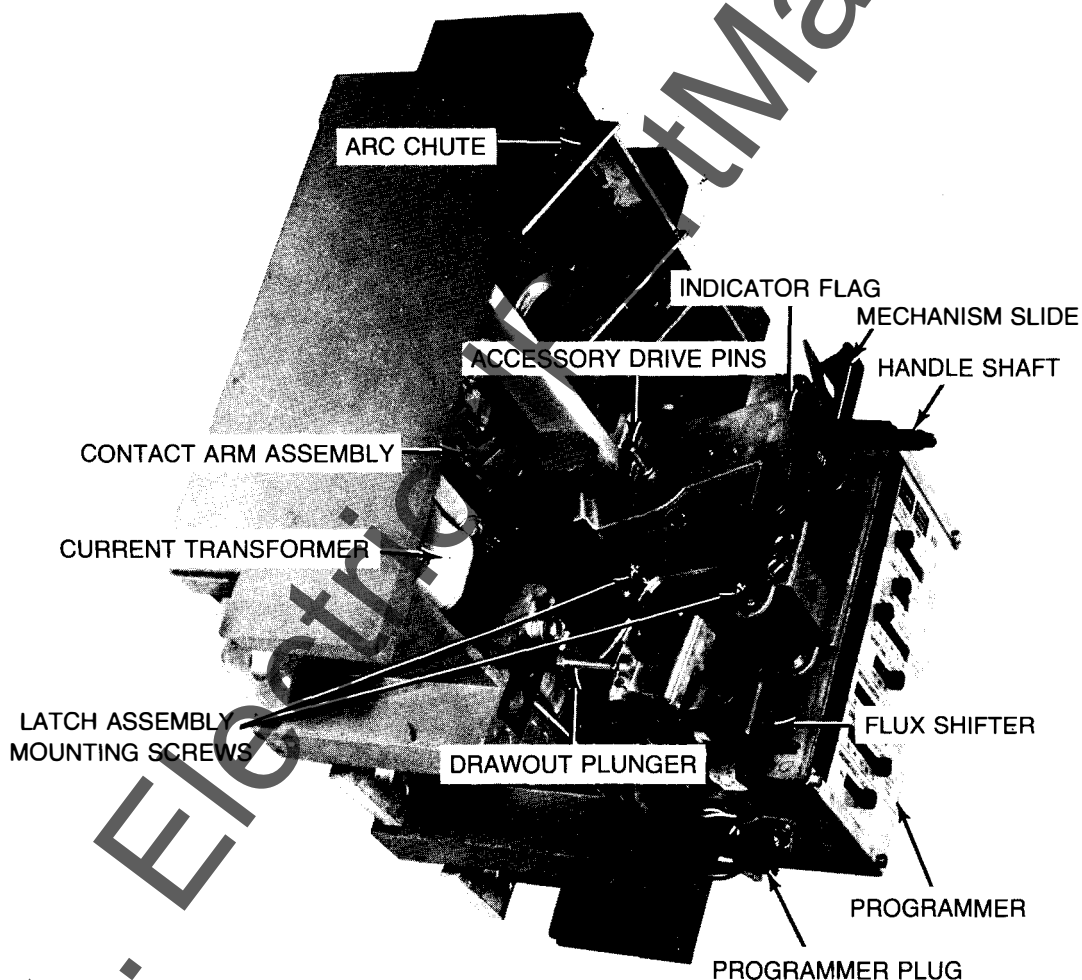 ARC CHUTE
INDICATOR FLAG
MECHANISM SLIDE
ACCESSORY DRIVE PINS
HANDLE SHAFT
CONTACT ARM ASSEMBLY
CURRENT TRANSFORMER
LATCH ASSEMBLY
MOUNTING SCREWS
FLUX SHIFTER
DRAWOUT PLUNGER
PROGRAMMER
PROGRAMMER PLUG